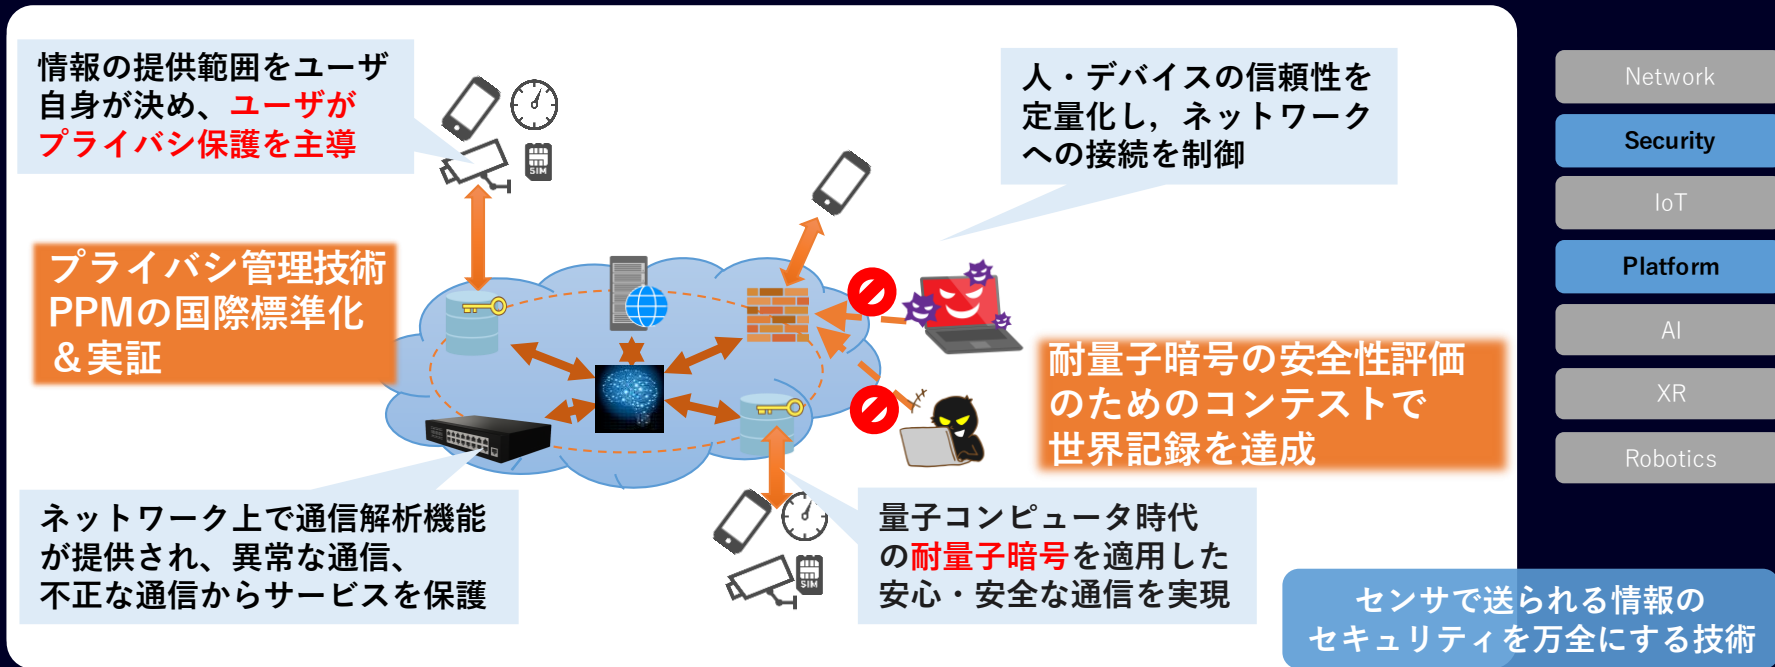 情報の提供範囲をユーザ
自身が決め、ユーザが
プライバシ保護を主導
人・デバイスの信頼性を
定量化し，ネットワーク
への接続を制御
SIM
プライバシ管理技術
PPMの国際標準化
＆実証
耐量子暗号の安全性評価
のためのコンテストで
世界記録を達成
ネットワーク上で通信解析機能
が提供され、異常な通信、
不正な通信からサービスを保護
SIM
量子コンピュータ時代
の耐量子暗号を適用した
安心・安全な通信を実現
Network
Security
IoT
Platform
AI
XR
Robotics
センサで送られる情報の
セキュリティを万全にする技術